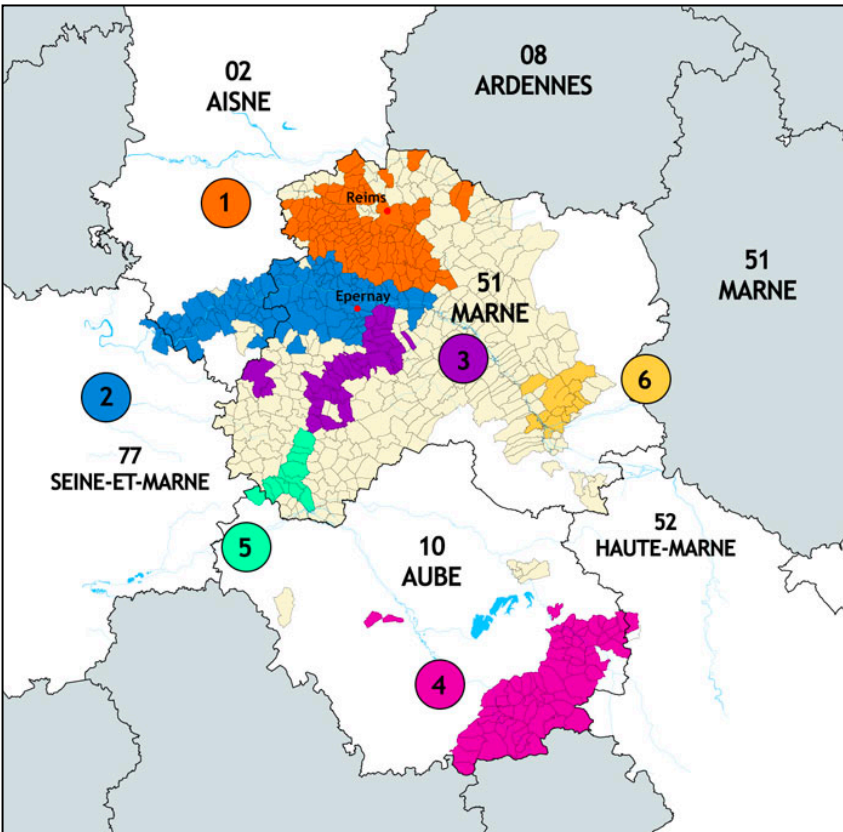 02
AISNE
08
ARDENNES
1
Reims
51
MARNE
51
MARNE
Epernay
3
6
2
77
SEINE-ET-MARNE
5
10
AUBE
52
HAUTE-MARNE
4